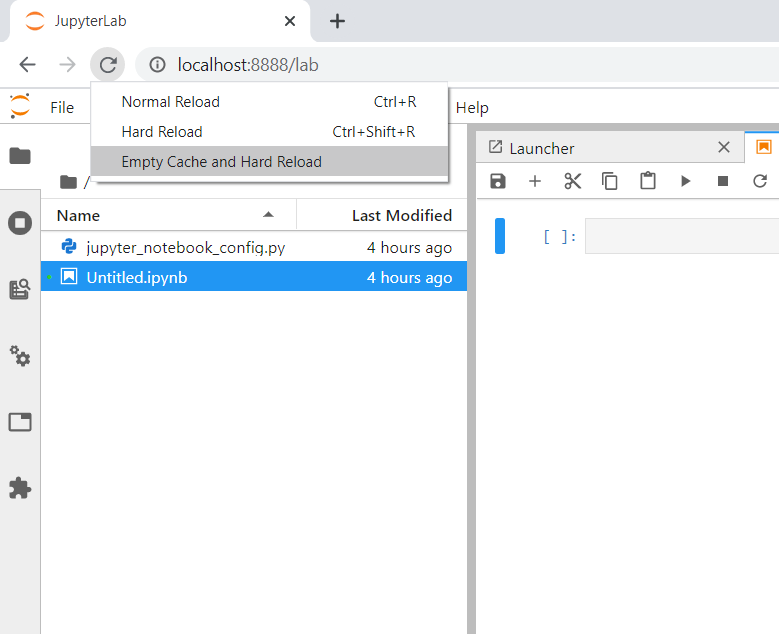 JupyterLab
localhost:8888/lab
File
Help
Normal Reload Ctrl+R
Hard Reload Ctrl+Shift+R
Empty Cache and Hard Reload
/
Name Last Modified
jupyter_notebook_config.py 4 hours ago
Untitled.ipynb 4 hours ago
Launcher
[ ]: